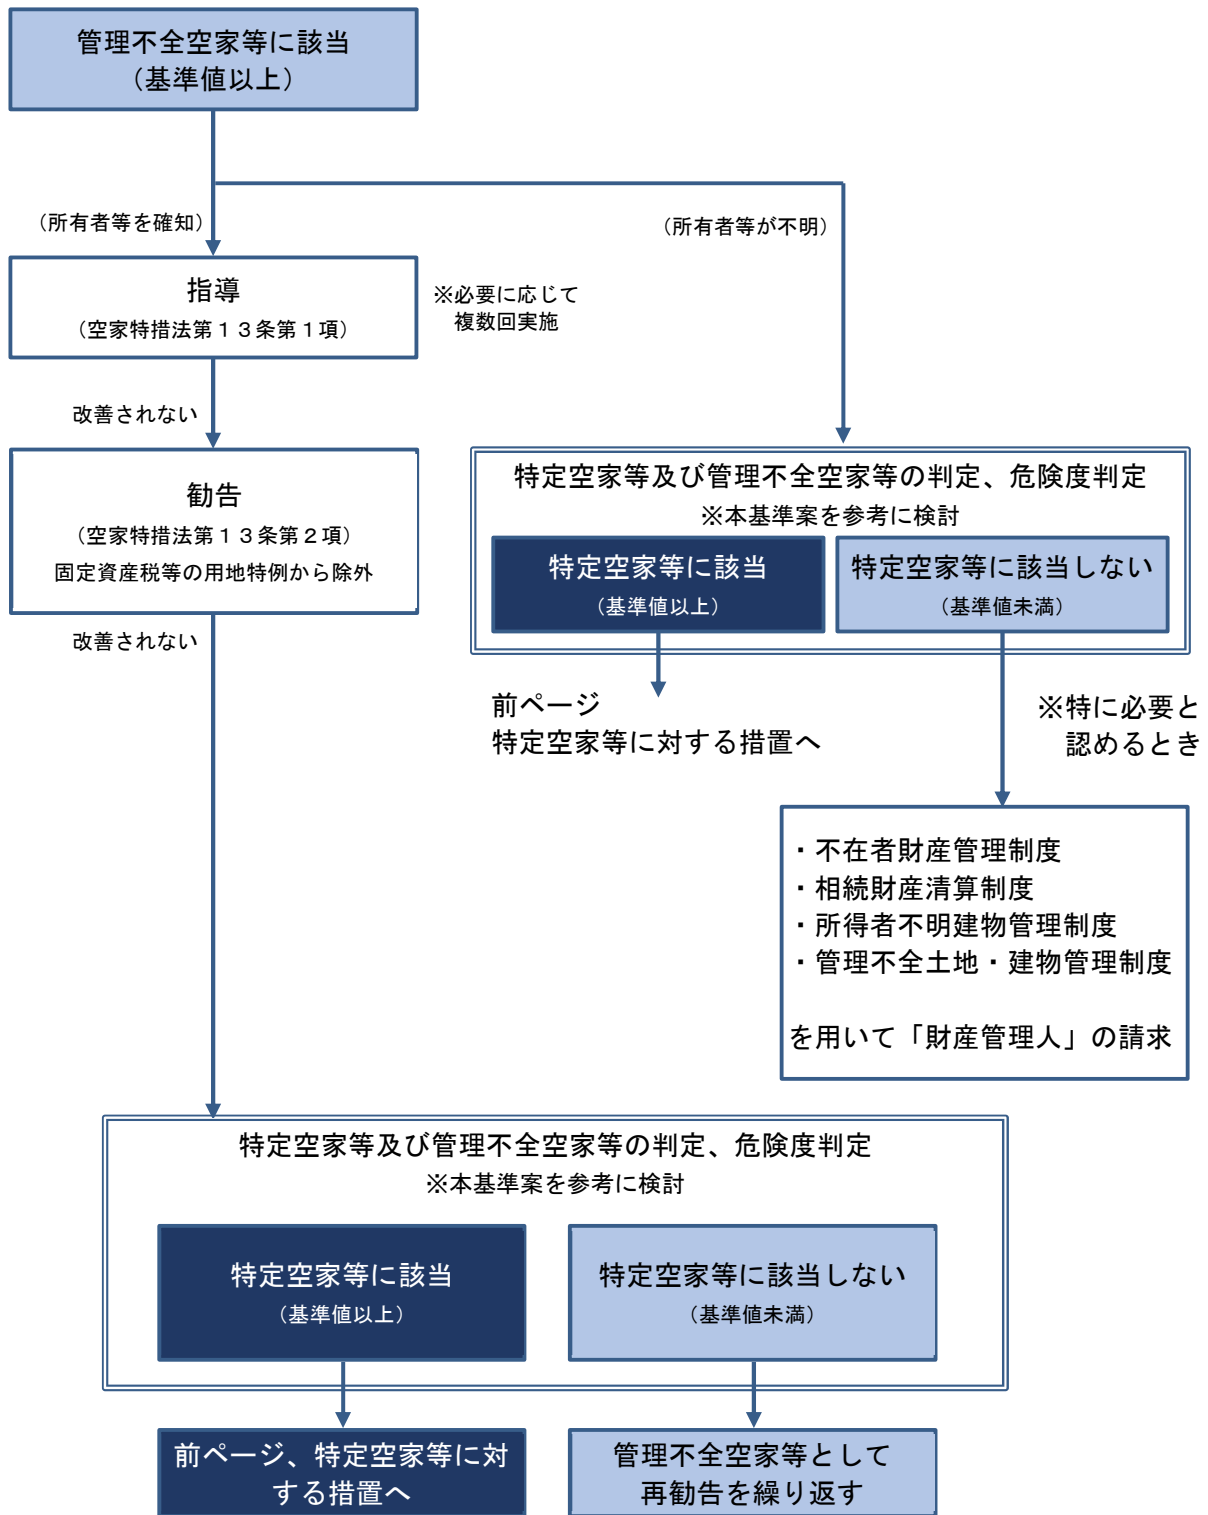 管理不全空家等に該当
（基準値以上）
（所有者等を確知）
（所有者等が不明）
指導
（空家特措法第１３条第１項）
※必要に応じて
複数回実施
改善されない
勧告
（空家特措法第１３条第２項）
固定資産税等の用地特例から除外
改善されない
特定空家等及び管理不全空家等の判定、危険度判定
※本基準案を参考に検討
特定空家等に該当
（基準値以上）
特定空家等に該当しない
（基準値未満）
前ページ
特定空家等に対する措置へ
※特に必要と
認めるとき
・不在者財産管理制度
・相続財産清算制度
・所得者不明建物管理制度
・管理不全土地・建物管理制度
を用いて「財産管理人」の請求
特定空家等及び管理不全空家等の判定、危険度判定
※本基準案を参考に検討
特定空家等に該当
（基準値以上）
特定空家等に該当しない
（基準値未満）
前ページ、特定空家等に対
する措置へ
管理不全空家等として
再勧告を繰り返す